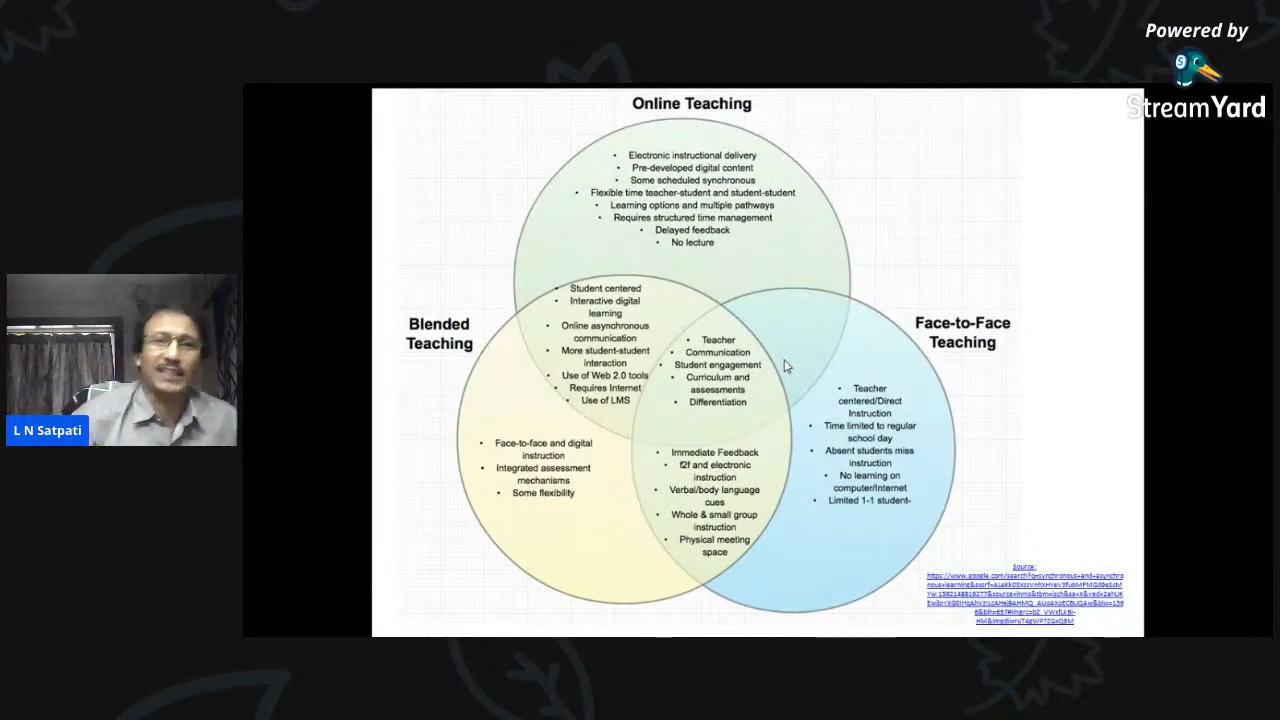 Powered by
StreamYard
Online Teaching
• Electronic instructional delivery
• Pre-developed digital content
• Some scheduled synchronous
• Flexible time teacher-student and student-student
• Learning options and multiple pathways
• Requires structured time management
• Delayed feedback
• No lecture
• Student centered
• Interactive digital
learning
• Online asynchronous
communication
• More student-student
interaction
• Use of Web 2.0 tools
• Requires Internet
• Use of LMS
Blended
Teaching
Face-to-Face
Teaching
• Teacher
• Communication
• Student engagement
• Curriculum and
assessments
• Differentiation
• Teacher
centered/Direct
Instruction
• Time limited to regular
school day
• Absent students miss
instruction
• No learning on
computer/Internet
• Limited 1-1 student-
• Face-to-face and digital
instruction
• Integrated assessment
mechanisms
• Some flexibility
• Immediate Feedback
• f2f and electronic
instruction
• Verbal/body language
cues
• Whole & small group
instruction
• Physical meeting
space
L N Satpati
Source: